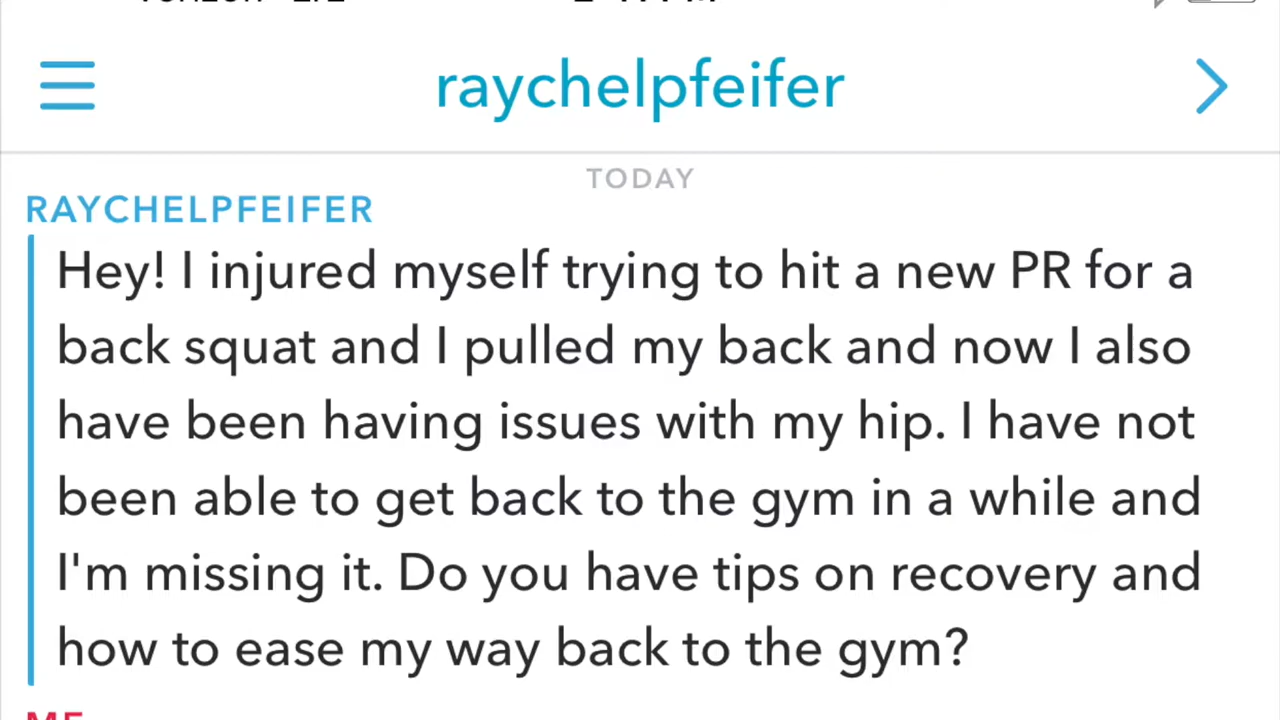 raychelpfeifer
TODAY
RAYCHELPFEIFER
Hey! I injured myself trying to hit a new PR for a
back squat and I pulled my back and now I also
have been having issues with my hip. I have not
been able to get back to the gym in a while and
I'm missing it. Do you have tips on recovery and
how to ease my way back to the gym?
ME